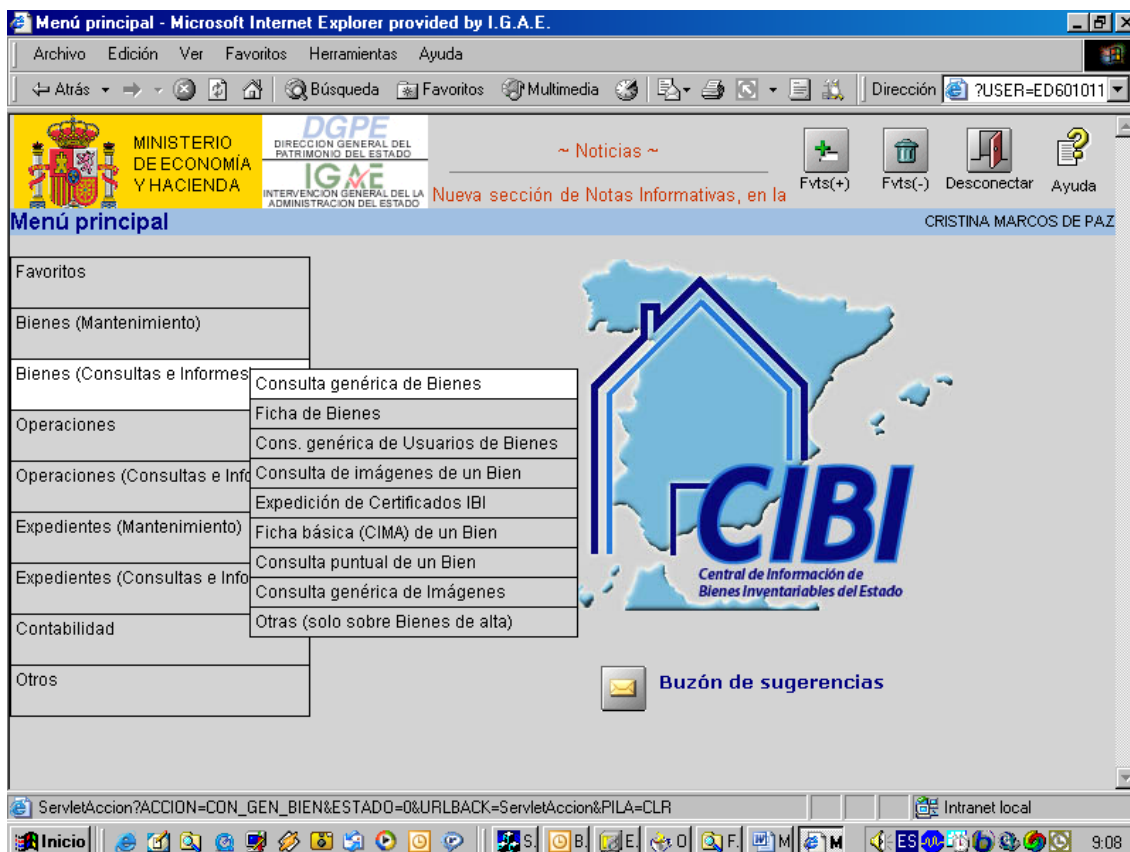 Menú principal - Microsoft Internet Explorer provided by I.G.A.E.
Archivo Edición Ver Favoritos Herramientas Ayuda
Atrás Búsqueda Favoritos Multimedia Dirección ?USER=ED601011
MINISTERIO
DE ECONOMÍA
Y HACIENDA
DGPE
DIRECCION GENERAL DEL
PATRIMONIO DEL ESTADO
IGAE
INTERVENCIÓN GENERAL DE LA
ADMINISTRACION DEL ESTADO
~ Noticias ~
Nueva sección de Notas Informativas, en la
Fvts(+) Fvts(-) Desconectar Ayuda
Menú principal
CRISTINA MARCOS DE PAZ
Favoritos
Bienes (Mantenimiento)
Bienes (Consultas e Informes
Operaciones
Operaciones (Consultas e Info
Expedientes (Mantenimiento)
Expedientes (Consultas e Info
Contabilidad
Otros
Consulta genérica de Bienes
Ficha de Bienes
Cons. genérica de Usuarios de Bienes
Consulta de imágenes de un Bien
Expedición de Certificados IBI
Ficha básica (CIMA) de un Bien
Consulta puntual de un Bien
Consulta genérica de Imágenes
Otras (solo sobre Bienes de alta)
CIBI
Central de Información de
Bienes Inventariables del Estado
Buzón de sugerencias
ServletAccion?ACCION=CON_GEN_BIEN&ESTADO=0&URLBACK=ServletAccion&PILA=CLR
Intranet local
Inicio S. B. E. O F. M M ES 9:08